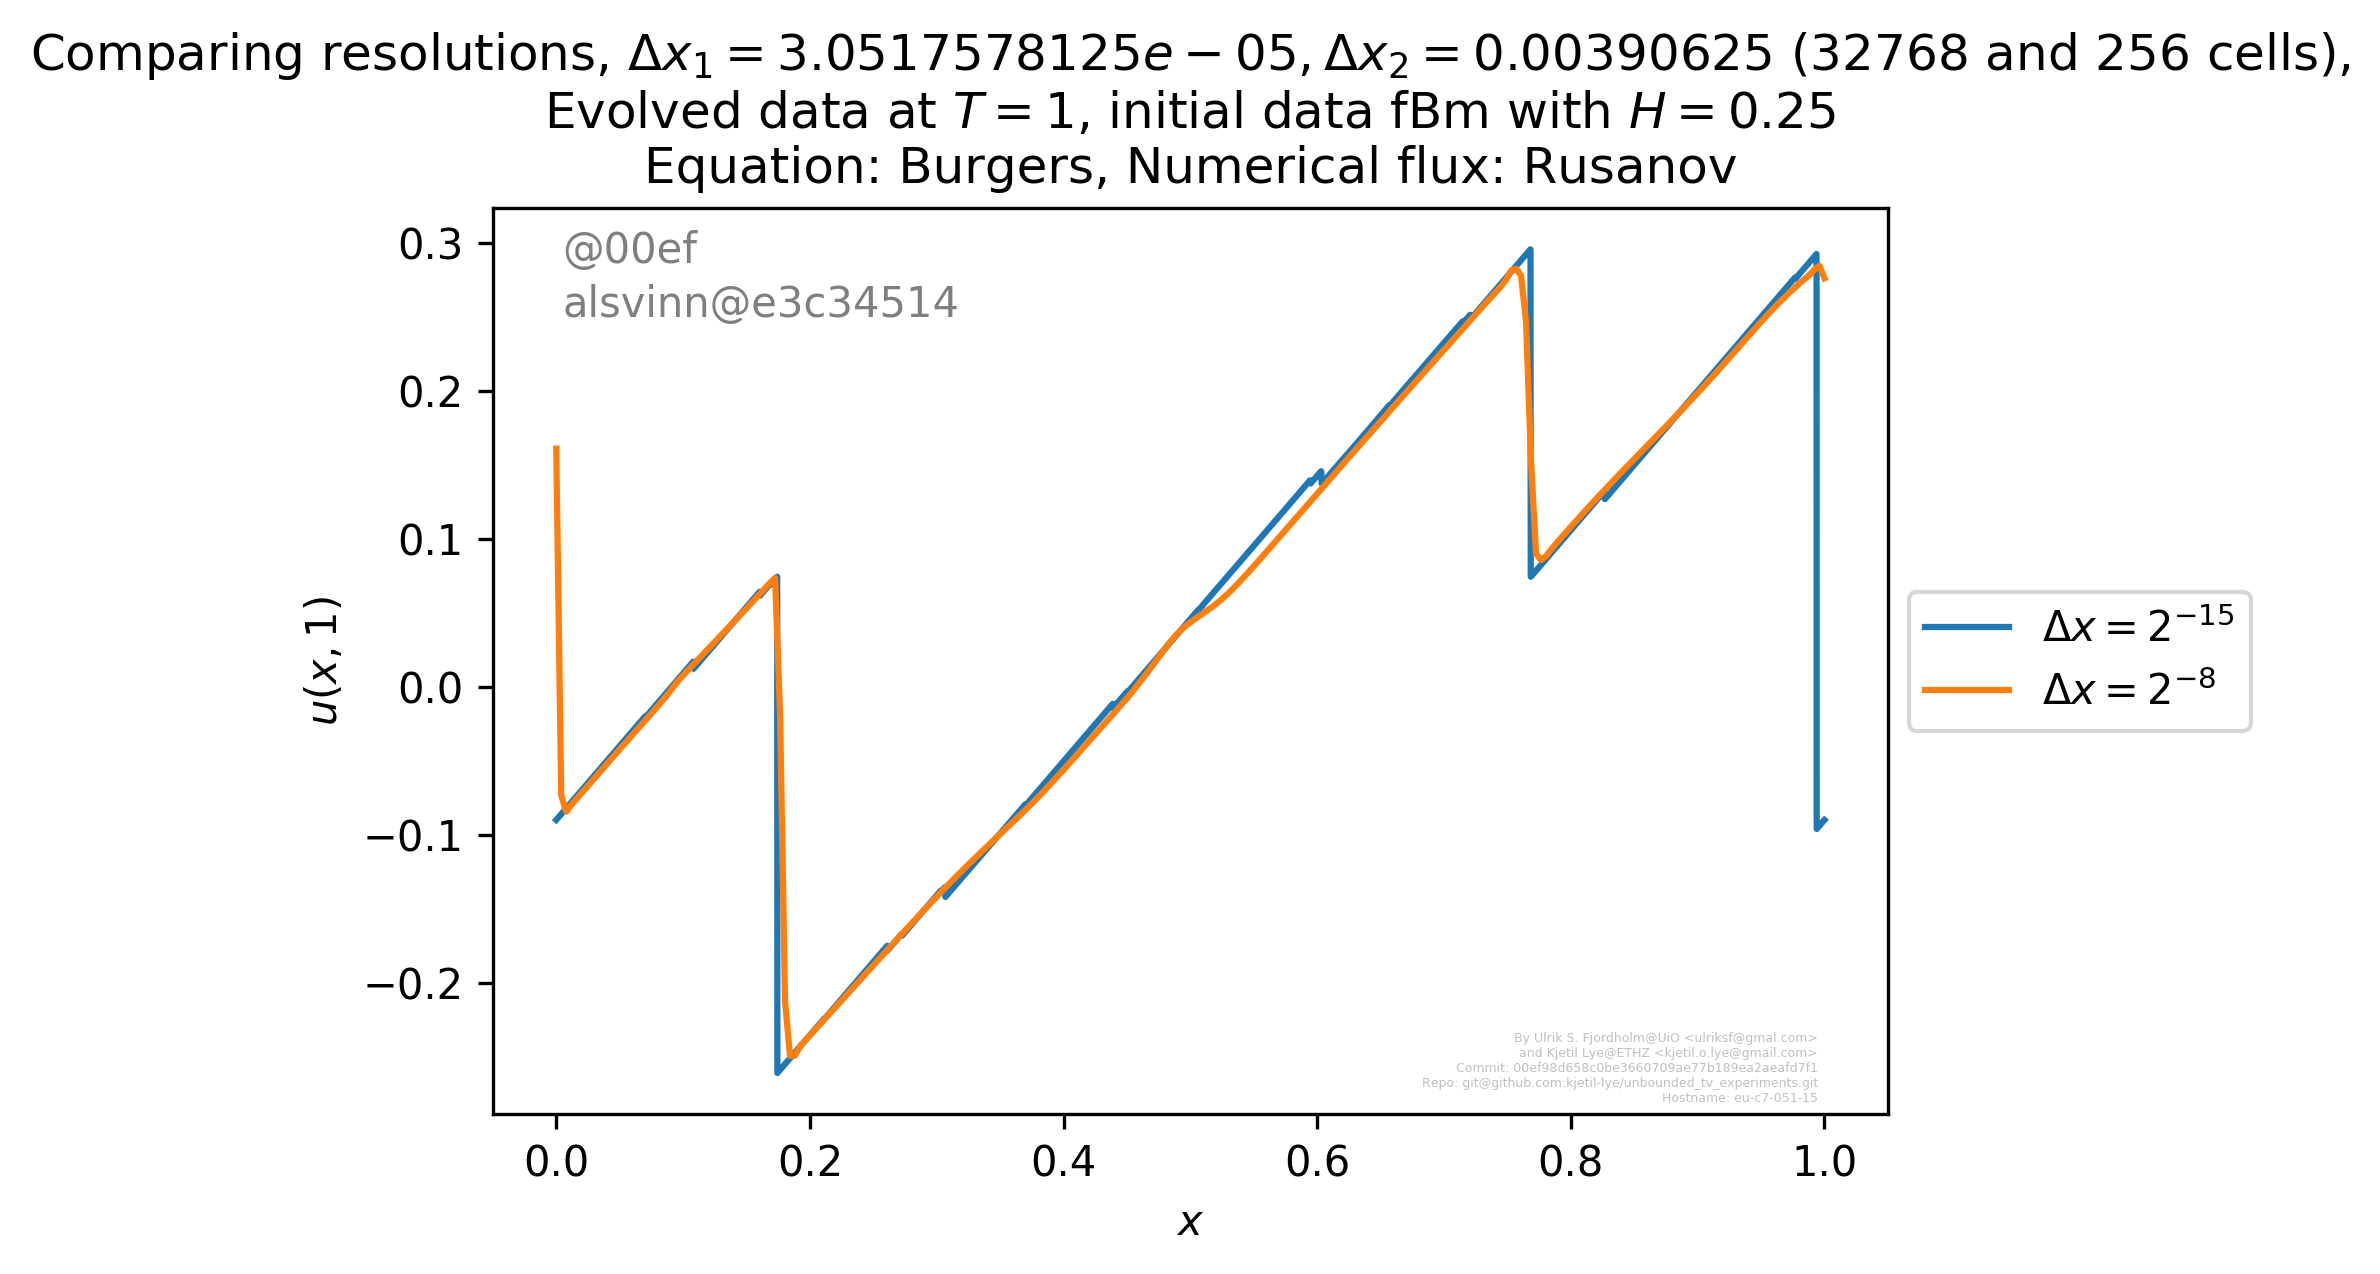 Comparing resolutions, Δx₁ = 3.0517578125e − 05, Δx₂ = 0.00390625 (32768 and 256 cells),
Evolved data at T = 1, initial data fBm with H = 0.25
Equation: Burgers, Numerical flux: Rusanov
@00ef
alsvinn@e3c34514
0.3
0.2
0.1
0.0
−0.1
−0.2
u(x, 1)
Δx = 2⁻¹⁵
Δx = 2⁻⁸
By Ulrik S. Fjordholm@UiO <ulriksf@gmal.com>
and Kjetil Lye@ETHZ <kjetil.o.lye@gmail.com>
Commit: 00ef98d658c0be3660709ae77b189ea2aeafd7f1
Repo: git@github.com:kjetil-lye/unbounded_tv_experiments.git
Hostname: eu-c7-051-15
0.0 0.2 0.4 0.6 0.8 1.0
x